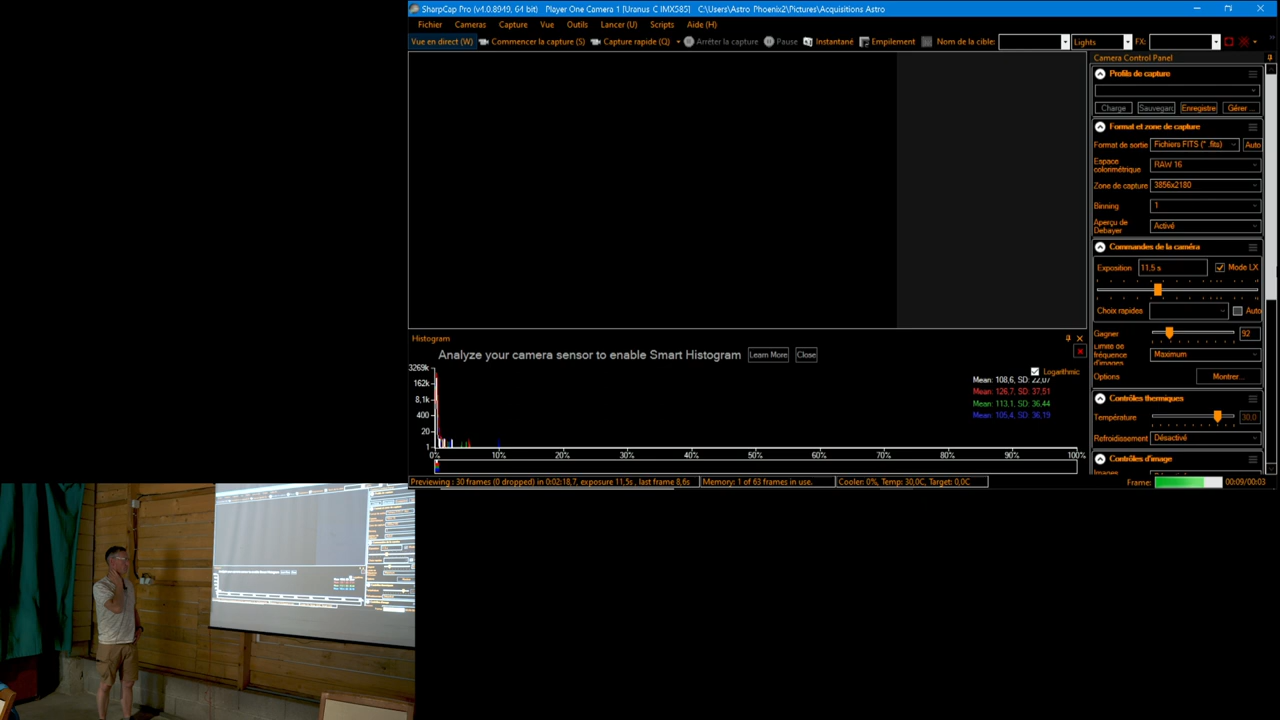 SharpCap Pro (v4.0.8949, 64 bit) Player One Camera 1 [Uranus C IMX585] C:\Users\Astro Phoenix2\Pictures\Acquisitions Astro
Fichier Cameras Capture Vue Outils Lancer (U) Scripts Aide (H)
Vue en direct (W) Commencer la capture (S) Capture rapide (Q) Arrêter la capture Pause Instantané Empilement Nom de la cible: Lights FX:
Camera Control Panel
Profils de capture
Charge Sauvegard Enregistre Gérer ...
Format et zone de capture
Format de sortie Fichiers FITS (*.fits) Auto
Espace
colorimétrique RAW 16
Zone de capture 3856x2180
Binning 1
Aperçu de
Debayer Activé
Commandes de la caméra
Exposition 11,5 s Mode LX
Choix rapides Auto
Gagner 92
Limite de
fréquence Maximum
d'images
Options Montrer...
Contrôles thermiques
Température 30.0
Refroidissement Désactivé
Contrôles d'image
Images
Histogram
Analyze your camera sensor to enable Smart Histogram Learn More Close
Logarithmic
Mean: 108,6, SD: 22,07
Mean: 126,7, SD: 37,51
Mean: 113,1, SD: 36,44
Mean: 105,4, SD: 36,19
3269k
162k
8,1k
400
20
1
0% 10% 20% 30% 40% 50% 60% 70% 80% 90% 100%
Previewing : 30 frames (0 dropped) in 0:02:18,7, exposure 11,5s , last frame 8,6s Memory: 1 of 63 frames in use. Cooler: 0%, Temp: 30,0C, Target: 0,0C Frame: 00:09/00:03